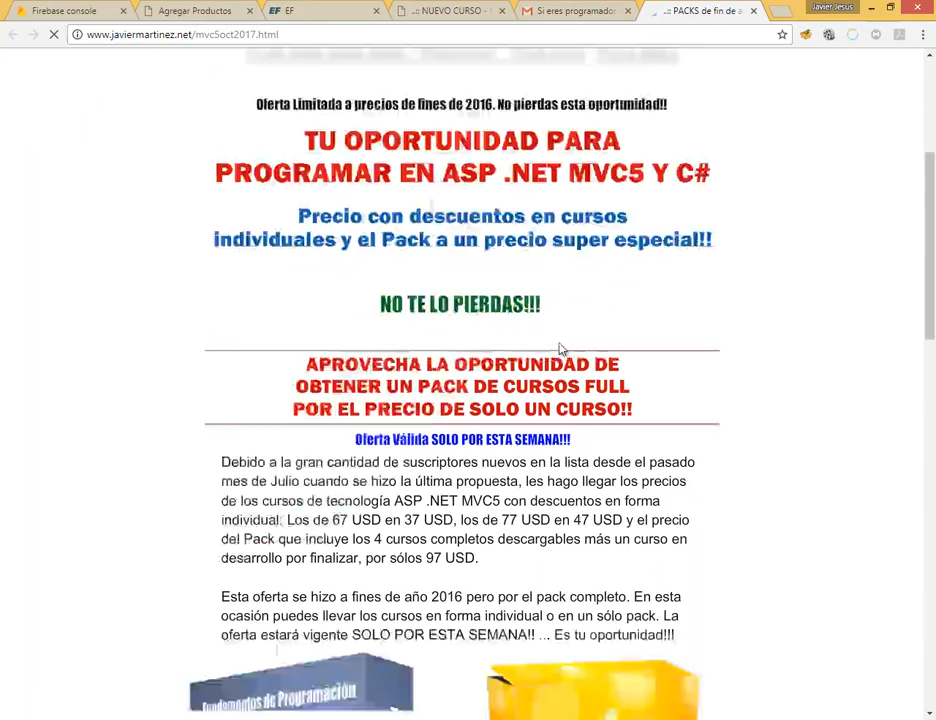 Javier Jesus
Firebase console
Agregar Productos
EF EF
..:: NUEVO CURSO -
Si eres programador
..:: PACKS de fin de a
www.javiermartinez.net/mvc5oct2017.html
Oferta Limitada a precios de fines de 2016. No pierdas esta oportunidad!!
TU OPORTUNIDAD PARA
PROGRAMAR EN ASP .NET MVC5 Y C#
Precio con descuentos en cursos
individuales y el Pack a un precio super especial!!
NO TE LO PIERDAS!!!
APROVECHA LA OPORTUNIDAD DE
OBTENER UN PACK DE CURSOS FULL
POR EL PRECIO DE SOLO UN CURSO!!
Oferta Válida SOLO POR ESTA SEMANA!!!
Debido a la gran cantidad de suscriptores nuevos en la lista desde el pasado
mes de Julio cuando se hizo la última propuesta, les hago llegar los precios
de los cursos de tecnología ASP .NET MVC5 con descuentos en forma
individual. Los de 67 USD en 37 USD, los de 77 USD en 47 USD y el precio
del Pack que incluye los 4 cursos completos descargables más un curso en
desarrollo por finalizar, por sólos 97 USD.
Esta oferta se hizo a fines de año 2016 pero por el pack completo. En esta
ocasión puedes llevar los cursos en forma individual o en un sólo pack. La
oferta estará vigente SOLO POR ESTA SEMANA!! ... Es tu oportunidad!!!
Fundamentos de Programación